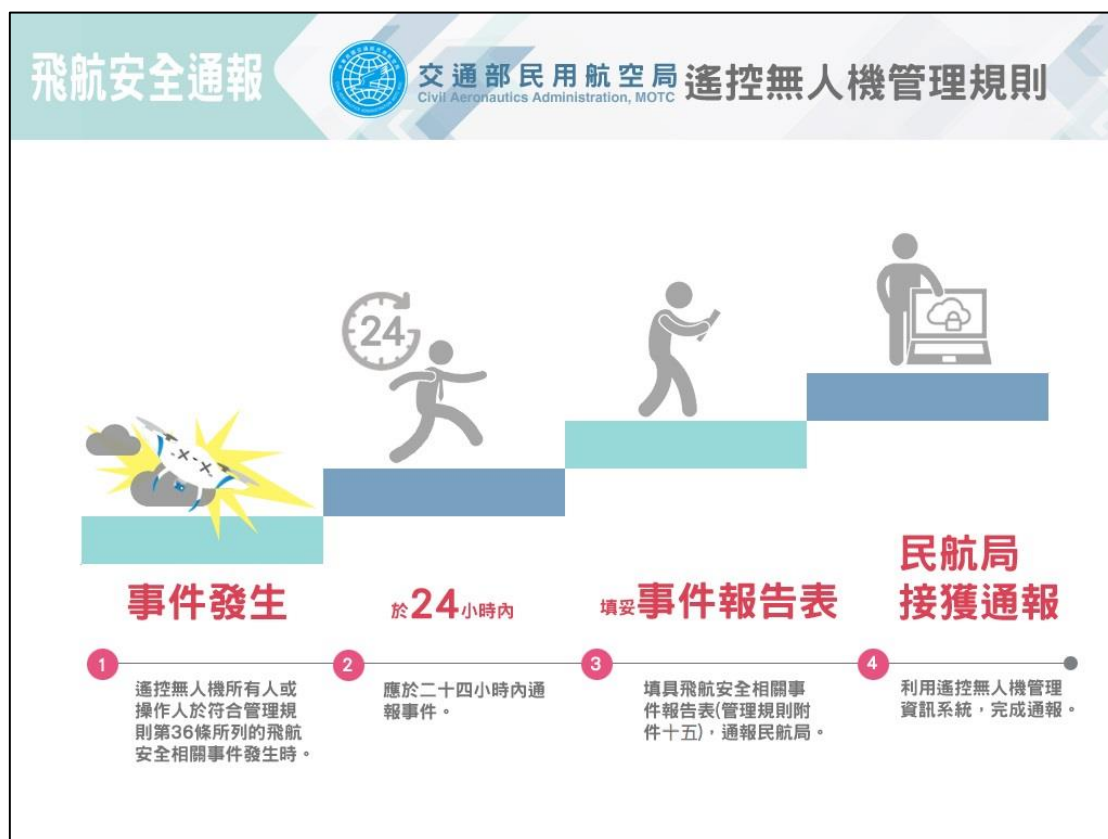 飛航安全通報
交通部民用航空局
Civil Aeronautics Administration, MOTC
遙控無人機管理規則
24
事件發生
於24小時內
填妥事件報告表
民航局
接獲通報
1
遙控無人機所有人或
操作人於符合管理規
則第36條所列的飛航
安全相關事件發生時。
2
應於二十四小時內通
報事件。
3
填具飛航安全相關事
件報告表(管理規則附
件十五)，通報民航局。
4
利用遙控無人機管理
資訊系統，完成通報。